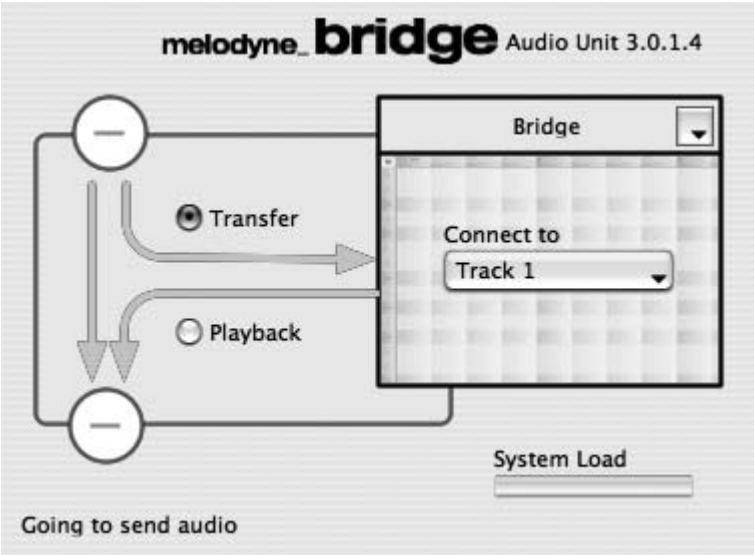 melodyne_ bridge Audio Unit 3.0.1.4
Bridge
Transfer
Connect to
Track 1
Playback
System Load
Going to send audio